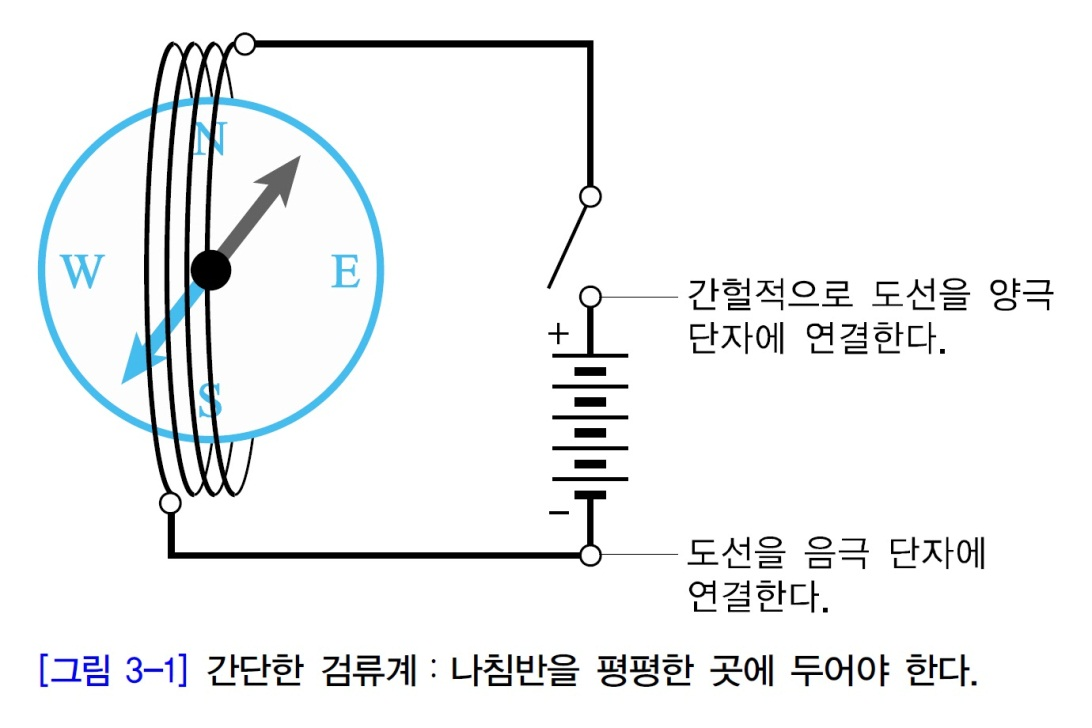 N
W
E
S
+
간헐적으로 도선을 양극
단자에 연결한다.
−
도선을 음극 단자에
연결한다.
[그림 3-1] 간단한 검류계 : 나침반을 평평한 곳에 두어야 한다.